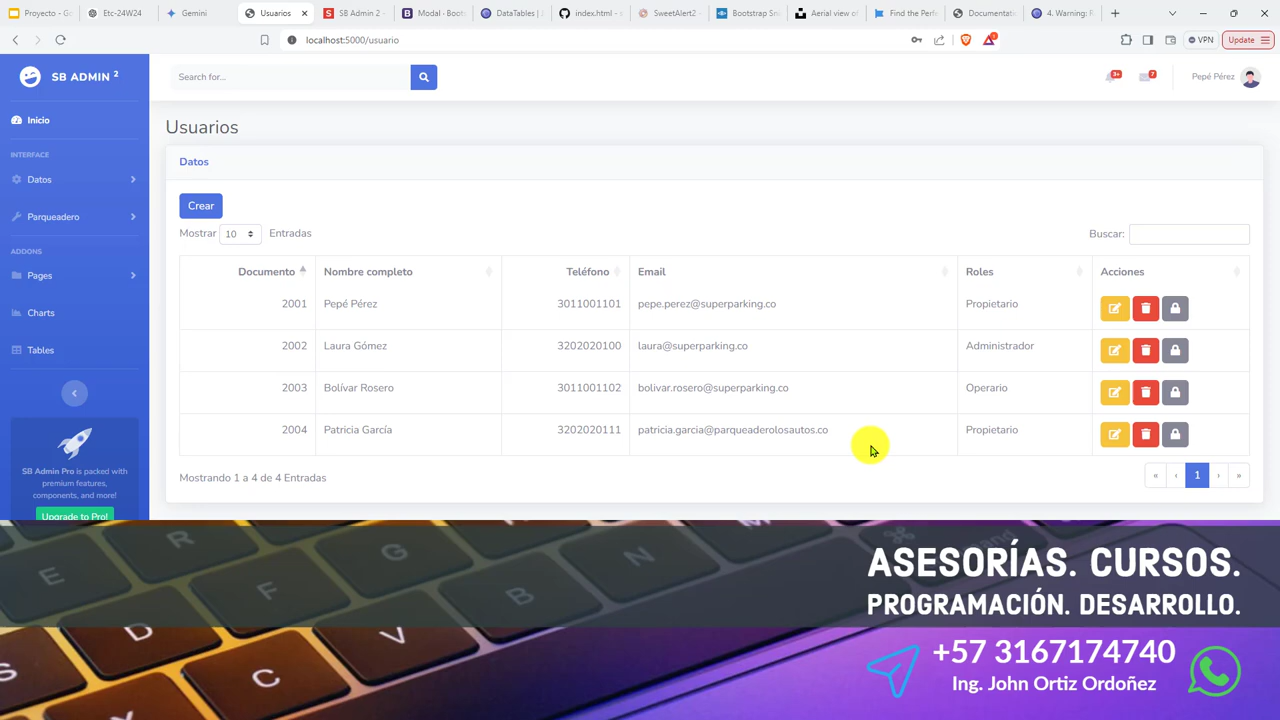 Proyecto - G
Etc-24W24
Gemini
Usuarios
SB Admin 2 -
Modal · Boot
DataTables | J
index.html -
SweetAlert2 -
Bootstrap Sni
Aerial view of
Find the Perfe
Documentati
4. Warning: R
localhost:5000/usuario
VPN
Update
SB ADMIN 2
Search for...
3+
7
Pepé Pérez
Inicio
INTERFACE
Datos
Parqueadero
ADDONS
Pages
Charts
Tables
SB Admin Pro is packed with
premium features,
components, and more!
Upgrade to Pro!
Usuarios
Datos
Crear
Mostrar 10 Entradas
Buscar:
Documento Nombre completo Teléfono Email Roles Acciones
2001 Pepé Pérez 3011001101 pepe.perez@superparking.co Propietario
2002 Laura Gómez 3202020100 laura@superparking.co Administrador
2003 Bolívar Rosero 3011001102 bolivar.rosero@superparking.co Operario
2004 Patricia García 3202020111 patricia.garcia@parqueaderolosautos.co Propietario
Mostrando 1 a 4 de 4 Entradas
« ‹ 1 › »
ASESORÍAS. CURSOS.
PROGRAMACIÓN. DESARROLLO.
+57 3167174740
Ing. John Ortiz Ordoñez